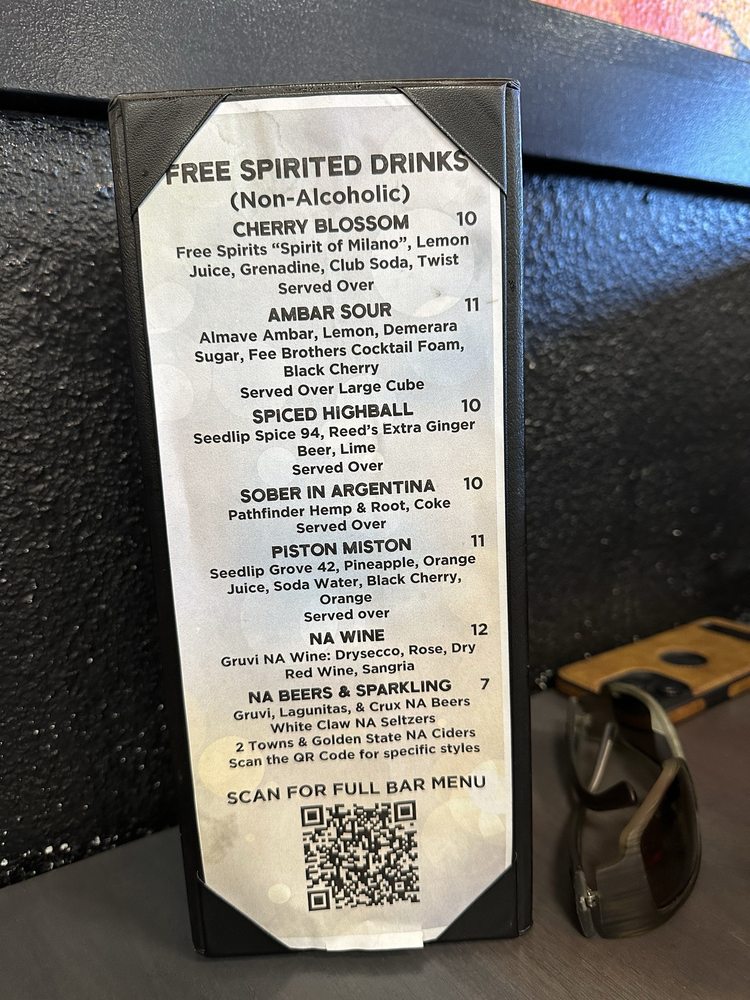 FREE SPIRITED DRINKS
(Non-Alcoholic)
CHERRY BLOSSOM 10
Free Spirits “Spirit of Milano”, Lemon
Juice, Grenadine, Club Soda, Twist
Served Over
AMBAR SOUR 11
Almave Ambar, Lemon, Demerara
Sugar, Fee Brothers Cocktail Foam,
Black Cherry
Served Over Large Cube
SPICED HIGHBALL 10
Seedlip Spice 94, Reed’s Extra Ginger
Beer, Lime
Served Over
SOBER IN ARGENTINA 10
Pathfinder Hemp & Root, Coke
Served Over
PISTON MISTON 11
Seedlip Grove 42, Pineapple, Orange
Juice, Soda Water, Black Cherry,
Orange
Served over
NA WINE 12
Gruvi NA Wine: Drysecco, Rose, Dry
Red Wine, Sangria
NA BEERS & SPARKLING 7
Gruvi, Lagunitas, & Crux NA Beers
White Claw NA Seltzers
2 Towns & Golden State NA Ciders
Scan the QR Code for specific styles
SCAN FOR FULL BAR MENU